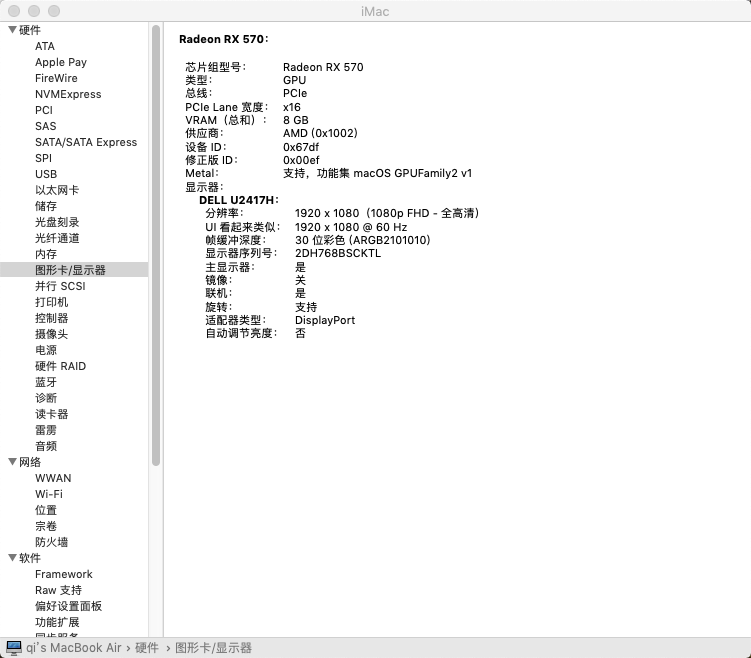 iMac
硬件
ATA
Apple Pay
FireWire
NVMExpress
PCI
SAS
SATA/SATA Express
SPI
USB
以太网卡
储存
光盘刻录
光纤通道
内存
图形卡/显示器
并行 SCSI
打印机
控制器
摄像头
电源
硬件 RAID
蓝牙
诊断
读卡器
雷雳
音频
网络
WWAN
Wi-Fi
位置
宗卷
防火墙
软件
Framework
Raw 支持
偏好设置面板
功能扩展
同步服务
Radeon RX 570：
芯片组型号： Radeon RX 570
类型： GPU
总线： PCIe
PCIe Lane 宽度： x16
VRAM（总和）： 8 GB
供应商： AMD (0x1002)
设备 ID： 0x67df
修正版 ID： 0x00ef
Metal： 支持，功能集 macOS GPUFamily2 v1
显示器：
DELL U2417H：
分辨率： 1920 x 1080（1080p FHD - 全高清）
UI 看起来类似： 1920 x 1080 @ 60 Hz
帧缓冲深度： 30 位彩色 (ARGB2101010)
显示器序列号： 2DH768BSCKTL
主显示器： 是
镜像： 关
联机： 是
旋转： 支持
适配器类型： DisplayPort
自动调节亮度： 否
qi's MacBook Air › 硬件 › 图形卡/显示器